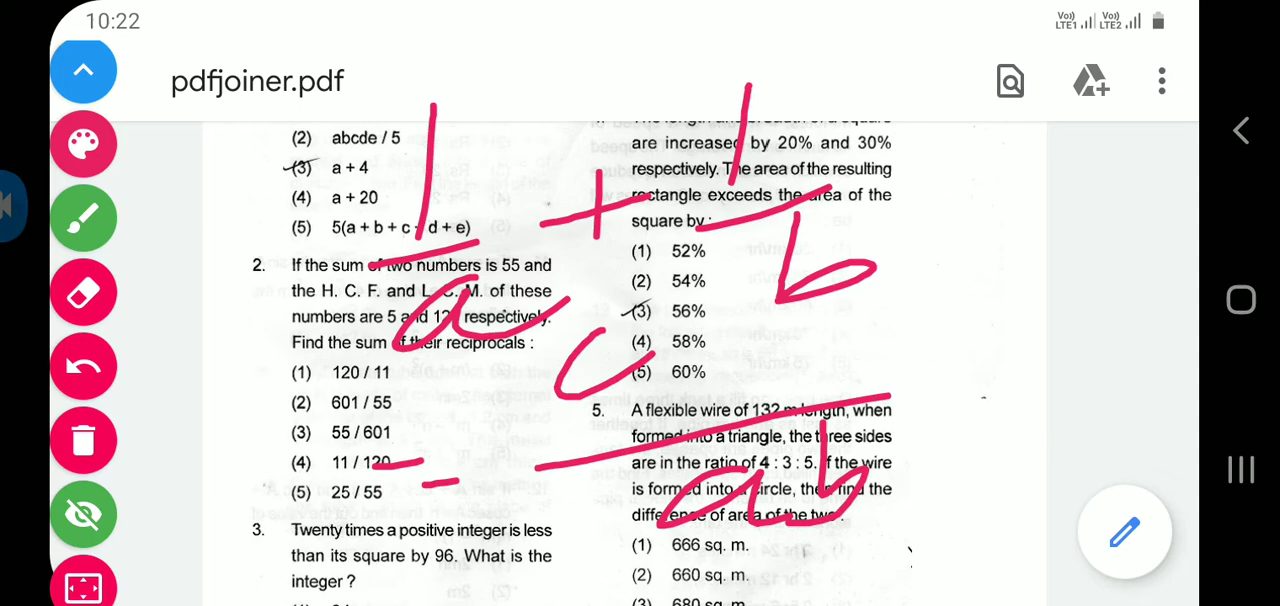 10:22
Vo)) LTE1 Vo)) LTE2
pdfjoiner.pdf
(2) abcde / 5
(3) a + 4
(4) a + 20
(5) 5(a + b + c + d + e)
2. If the sum of two numbers is 55 and
the H. C. F. and L. C. M. of these
numbers are 5 and 12 respectively.
Find the sum of their reciprocals :
(1) 120 / 11
(2) 601 / 55
(3) 55 / 601
(4) 11 / 120
(5) 25 / 55
3. Twenty times a positive integer is less
than its square by 96. What is the
integer ?
are increased by 20% and 30%
respectively. The area of the resulting
rectangle exceeds the area of the
square by :
(1) 52%
(2) 54%
(3) 56%
(4) 58%
(5) 60%
5. A flexible wire of 132 m length, when
formed into a triangle, the three sides
are in the ratio of 4 : 3 : 5. If the wire
is formed into a circle, then find the
difference of area of the two.
(1) 666 sq. m.
(2) 660 sq. m.
(3) 680 sq. m
1 + 1
a b
=
ab